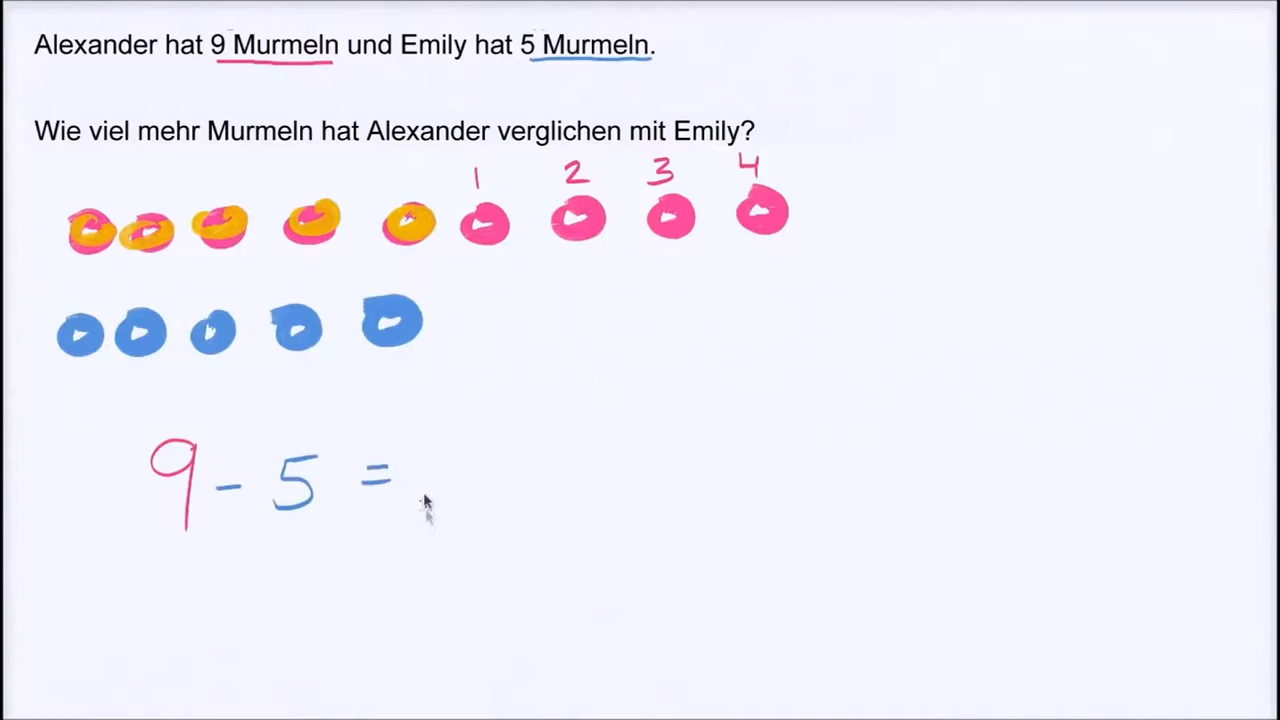 Alexander hat 9 Murmeln und Emily hat 5 Murmeln.
Wie viel mehr Murmeln hat Alexander verglichen mit Emily?
1 2 3 4
9 - 5 =